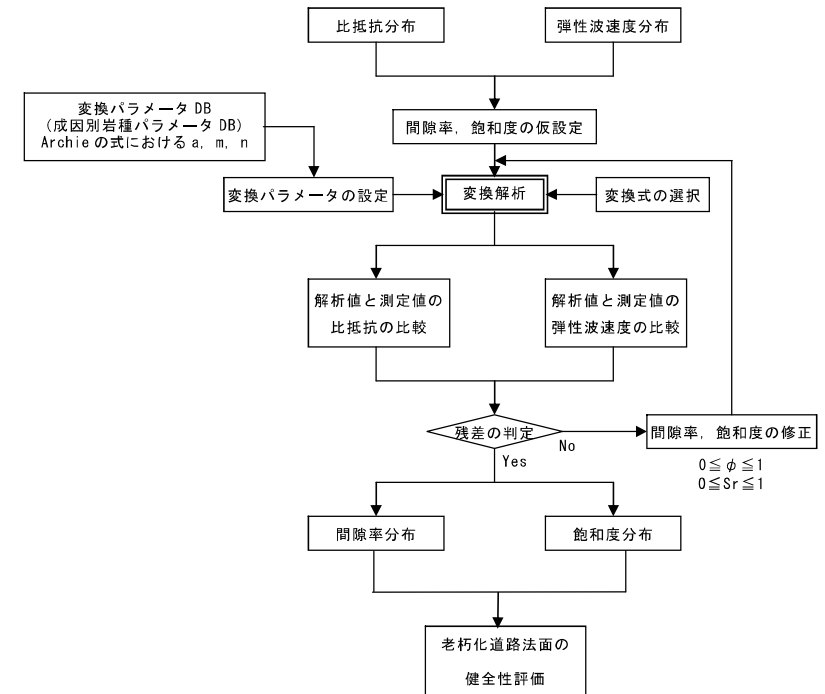 比抵抗分布
弾性波速度分布
変換パラメータ DB
(成因別岩種パラメータ DB)
Archie の式における a, m, n
間隙率, 飽和度の仮設定
変換パラメータの設定
変換解析
変換式の選択
解析値と測定値の
比抵抗の比較
解析値と測定値の
弾性波速度の比較
残差の判定
No
間隙率, 飽和度の修正
Yes
0≦φ≦1
0≦Sr≦1
間隙率分布
飽和度分布
老朽化道路法面の
健全性評価